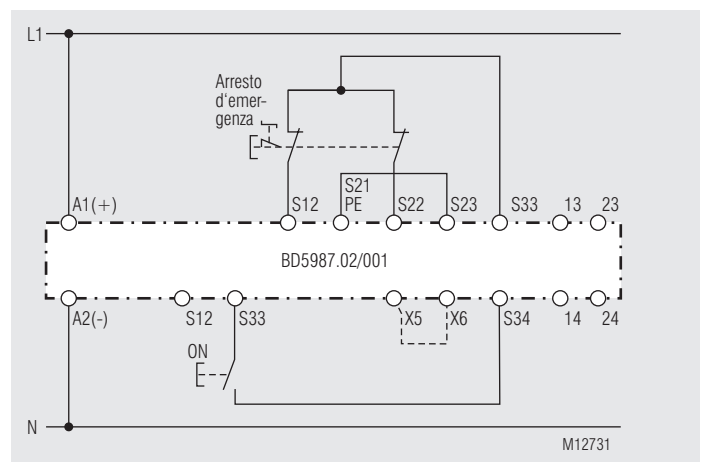 L1
Arresto
d'emer-
genza
A1(+)
S12
S21
PE
S22
S23
S33
13
23
BD5987.02/001
A2(-)
S12
S33
X5
X6
S34
14
24
ON
N
M12731